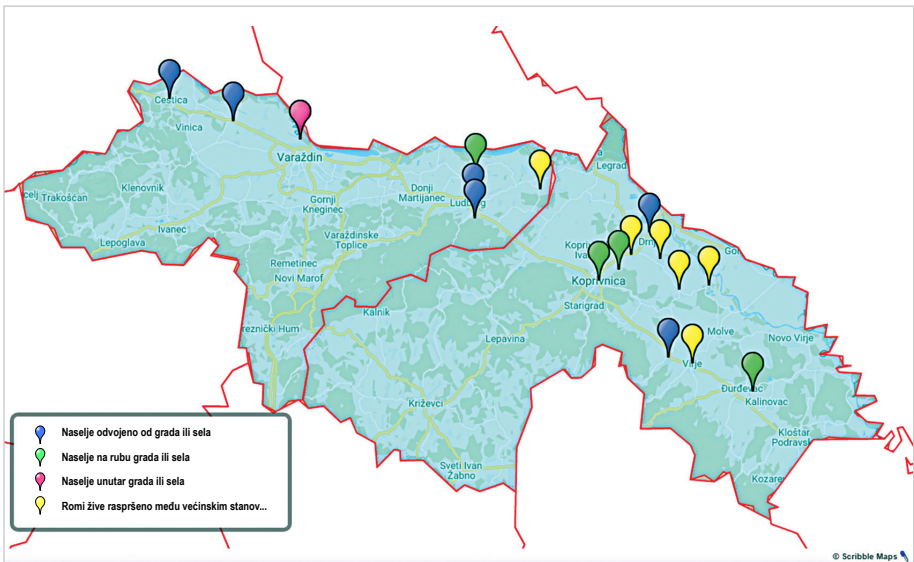 Cestica
Vinica
Varaždin
Legrad
Klenovnik
Trakošćan
Donji
Martijanec
Gornji
Kneginec
Ivanec
Varaždinske
Toplice
Lepoglava
Remetinec
Novi Marof
Koprivnica
Starigrad
Kalnik
Lepavina
Molve
Novo Virje
Virje
Đurđevac
Kalinovac
Križevci
Kloštar
Podravsk
Sveti Ivan
Žabno
Kozare
Naselje odvojeno od grada ili sela
Naselje na rubu grada ili sela
Naselje unutar grada ili sela
Romi žive raspršeno među većinskim stanov...
© Scribble Maps